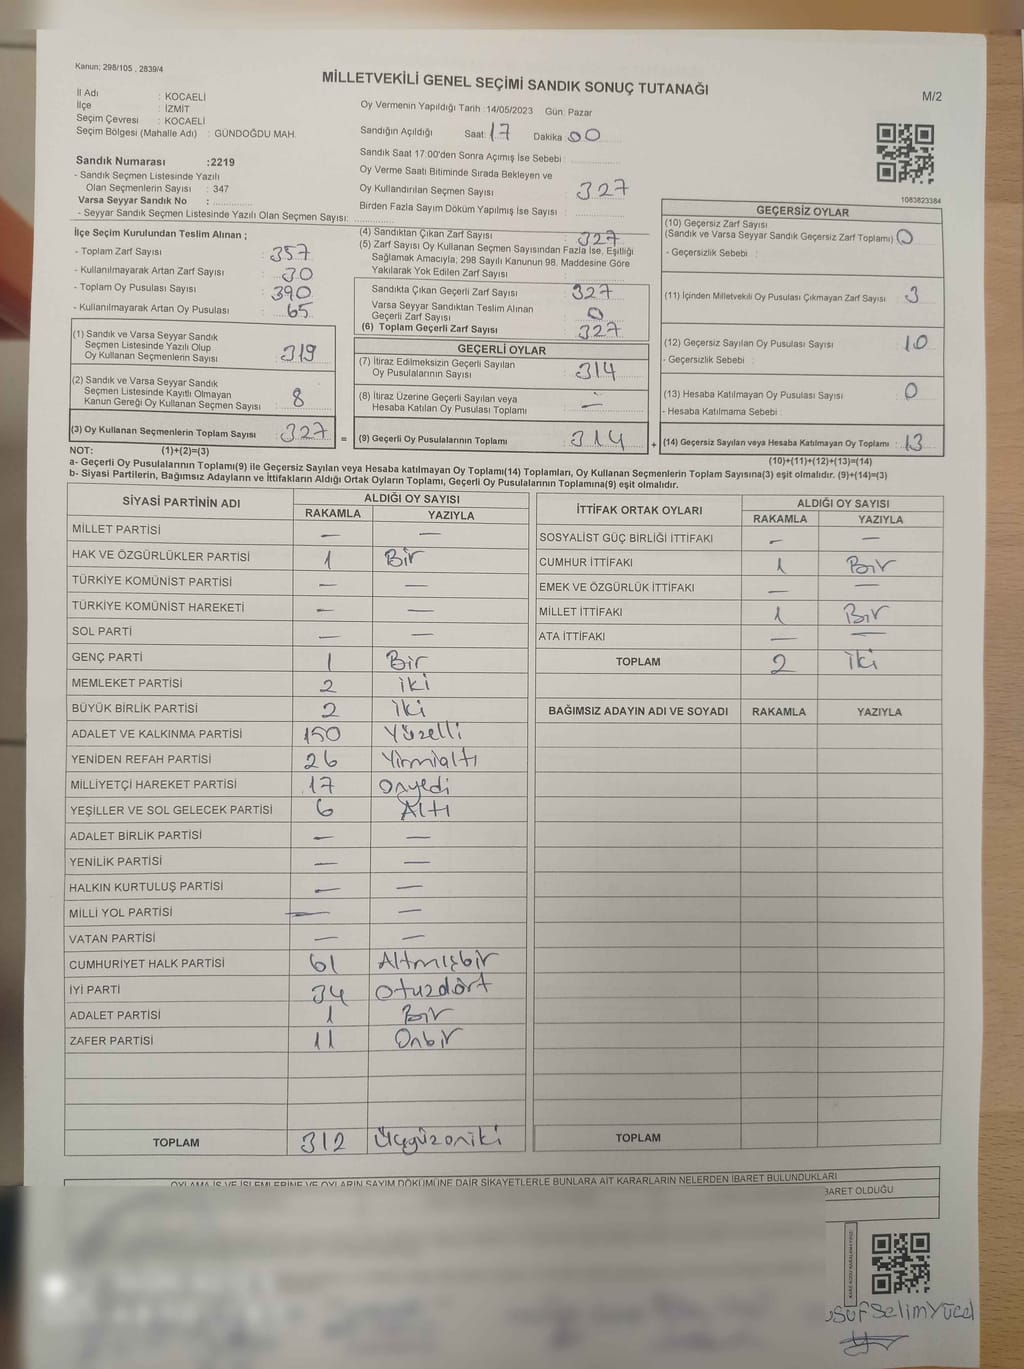 Kanun; 298/105 , 2839/4
MİLLETVEKİLİ GENEL SEÇİMİ SANDIK SONUÇ TUTANAĞI
M/2
İl Adı : KOCAELİ
İlçe : İZMİT
Seçim Çevresi : KOCAELİ
Seçim Bölgesi (Mahalle Adı) : GÜNDOĞDU MAH.
Sandık Numarası :2219
- Sandık Seçmen Listesinde Yazılı
Olan Seçmenlerin Sayısı : 347
Varsa Seyyar Sandık No :
- Seyyar Sandık Seçmen Listesinde Yazılı Olan Seçmen Sayısı:
Oy Vermenin Yapıldığı Tarih :14/05/2023 Gün: Pazar
Sandığın Açıldığı Saat: 17 Dakika 00
Sandık Saat 17.00'den Sonra Açımış İse Sebebi :
Oy Verme Saati Bitiminde Sırada Bekleyen ve
Oy Kullandırılan Seçmen Sayısı : 327
Birden Fazla Sayım Döküm Yapılmış İse Sayısı :
1083823384
İlçe Seçim Kurulundan Teslim Alınan ;
- Toplam Zarf Sayısı : 357
- Kullanılmayarak Artan Zarf Sayısı : 30
- Toplam Oy Pusulası Sayısı : 390
- Kullanılmayarak Artan Oy Pusulası : 65
(1) Sandık ve Varsa Seyyar Sandık
Seçmen Listesinde Yazılı Olup
Oy Kullanan Seçmenlerin Sayısı : 319
(2) Sandık ve Varsa Seyyar Sandık
Seçmen Listesinde Kayıtlı Olmayan
Kanun Gereği Oy Kullanan Seçmen Sayısı : 8
(3) Oy Kullanan Seçmenlerin Toplam Sayısı : 327
(4) Sandıktan Çıkan Zarf Sayısı : 327
(5) Zarf Sayısı Oy Kullanan Seçmen Sayısından Fazla İse, Eşitliği
Sağlamak Amacıyla; 298 Sayılı Kanunun 98. Maddesine Göre
Yakılarak Yok Edilen Zarf Sayısı :
Sandıkta Çıkan Geçerli Zarf Sayısı : 327
Varsa Seyyar Sandıktan Teslim Alınan
Geçerli Zarf Sayısı : 0
(6) Toplam Geçerli Zarf Sayısı : 327
GEÇERLİ OYLAR
(7) İtiraz Edilmeksizin Geçerli Sayılan
Oy Pusulalarının Sayısı : 314
(8) İtiraz Üzerine Geçerli Sayılan veya
Hesaba Katılan Oy Pusulası Toplamı : —
= (9) Geçerli Oy Pusulalarının Toplamı : 314
GEÇERSİZ OYLAR
(10) Geçersiz Zarf Sayısı
(Sandık ve Varsa Seyyar Sandık Geçersiz Zarf Toplamı) : 0
- Geçersizlik Sebebi :
(11) İçinden Milletvekili Oy Pusulası Çıkmayan Zarf Sayısı : 3
(12) Geçersiz Sayılan Oy Pusulası Sayısı : 10
- Geçersizlik Sebebi :
(13) Hesaba Katılmayan Oy Pusulası Sayısı : 0
- Hesaba Katılmama Sebebi :
+ (14) Geçersiz Sayılan veya Hesaba Katılmayan Oy Toplamı : 13
NOT: (1)+(2)=(3)
(10)+(11)+(12)+(13)=(14)
a- Geçerli Oy Pusulalarının Toplamı(9) ile Geçersiz Sayılan veya Hesaba katılmayan Oy Toplamı(14) Toplamları, Oy Kullanan Seçmenlerin Toplam Sayısına(3) eşit olmalıdır. (9)+(14)=(3)
b- Siyasi Partilerin, Bağımsız Adayların ve İttifakların Aldığı Ortak Oyların Toplamı, Geçerli Oy Pusulalarının Toplamına(9) eşit olmalıdır.
SİYASİ PARTİNİN ADI ALDIĞI OY SAYISI
RAKAMLA YAZIYLA
MİLLET PARTİSİ — —
HAK VE ÖZGÜRLÜKLER PARTİSİ 1 Bir
TÜRKİYE KOMÜNİST PARTİSİ — —
TÜRKİYE KOMÜNİST HAREKETİ — —
SOL PARTİ — —
GENÇ PARTİ 1 Bir
MEMLEKET PARTİSİ 2 iki
BÜYÜK BİRLİK PARTİSİ 2 iki
ADALET VE KALKINMA PARTİSİ 150 Yüzelli
YENİDEN REFAH PARTİSİ 26 Yirmialtı
MİLLİYETÇİ HAREKET PARTİSİ 17 Onyedi
YEŞİLLER VE SOL GELECEK PARTİSİ 6 Altı
ADALET BİRLİK PARTİSİ — —
YENİLİK PARTİSİ — —
HALKIN KURTULUŞ PARTİSİ — —
MİLLİ YOL PARTİSİ — —
VATAN PARTİSİ — —
CUMHURİYET HALK PARTİSİ 61 Altmışbir
İYİ PARTİ 34 Otuzdört
ADALET PARTİSİ 1 Bir
ZAFER PARTİSİ 11 Onbir
TOPLAM 312 Üçyüzoniki
İTTİFAK ORTAK OYLARI ALDIĞI OY SAYISI
RAKAMLA YAZIYLA
SOSYALİST GÜÇ BİRLİĞİ İTTİFAKI — —
CUMHUR İTTİFAKI 1 Bir
EMEK VE ÖZGÜRLÜK İTTİFAKI — —
MİLLET İTTİFAKI 1 Bir
ATA İTTİFAKI — —
TOPLAM 2 iki
BAĞIMSIZ ADAYIN ADI VE SOYADI RAKAMLA YAZIYLA
TOPLAM
OYLAMA İŞ VE İŞLEMLERİNE VE OYLARIN SAYIM DÖKÜMÜNE DAİR ŞİKAYETLERLE BUNLARA AİT KARARLARIN NELERDEN İBARET BULUNDUKLARI
BARET OLDUĞU
usuf Selim Yücel